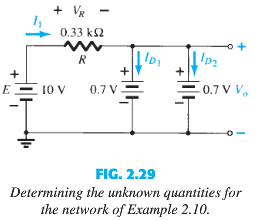 + V_R −
I_1
0.33 kΩ
R
I_D1
I_D2
+
+
+
+
E
10 V
0.7 V
0.7 V V_o
−
FIG. 2.29
Determining the unknown quantities for
the network of Example 2.10.